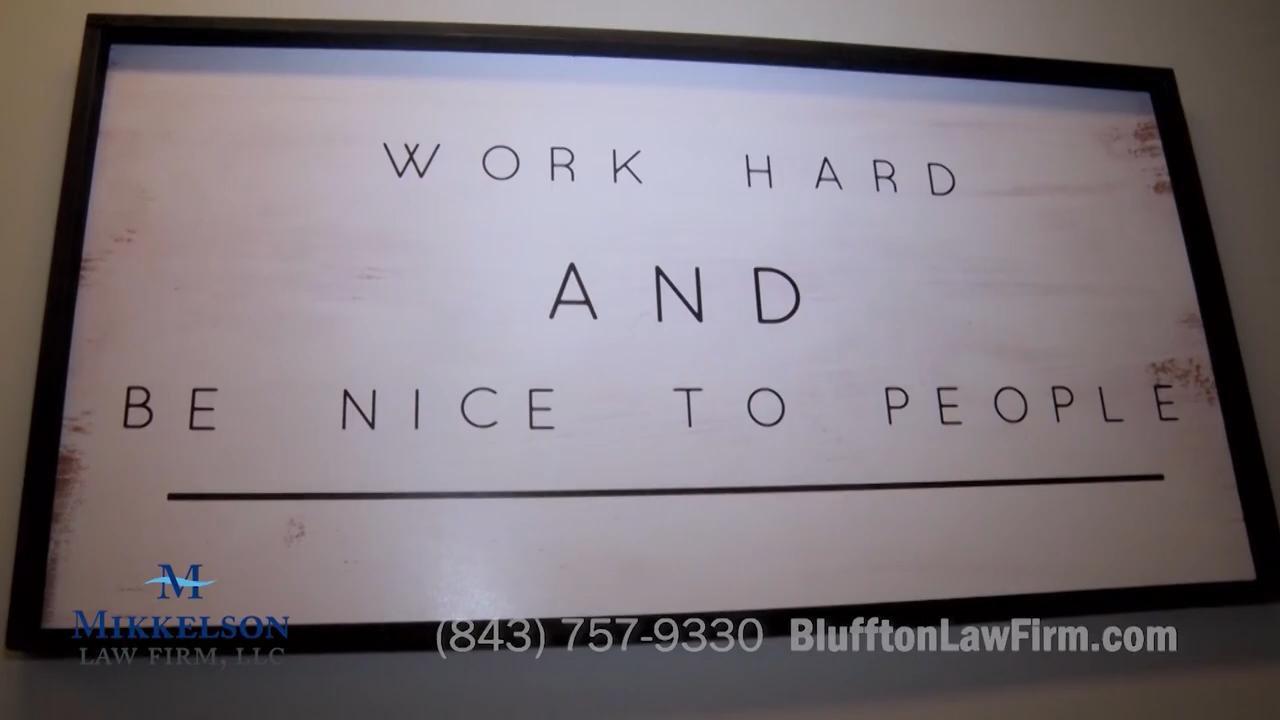 WORK HARD
AND
BE NICE TO PEOPLE
M
MIKKELSON
LAW FIRM, LLC
(843) 757-9330 BlufftonLawFirm.com